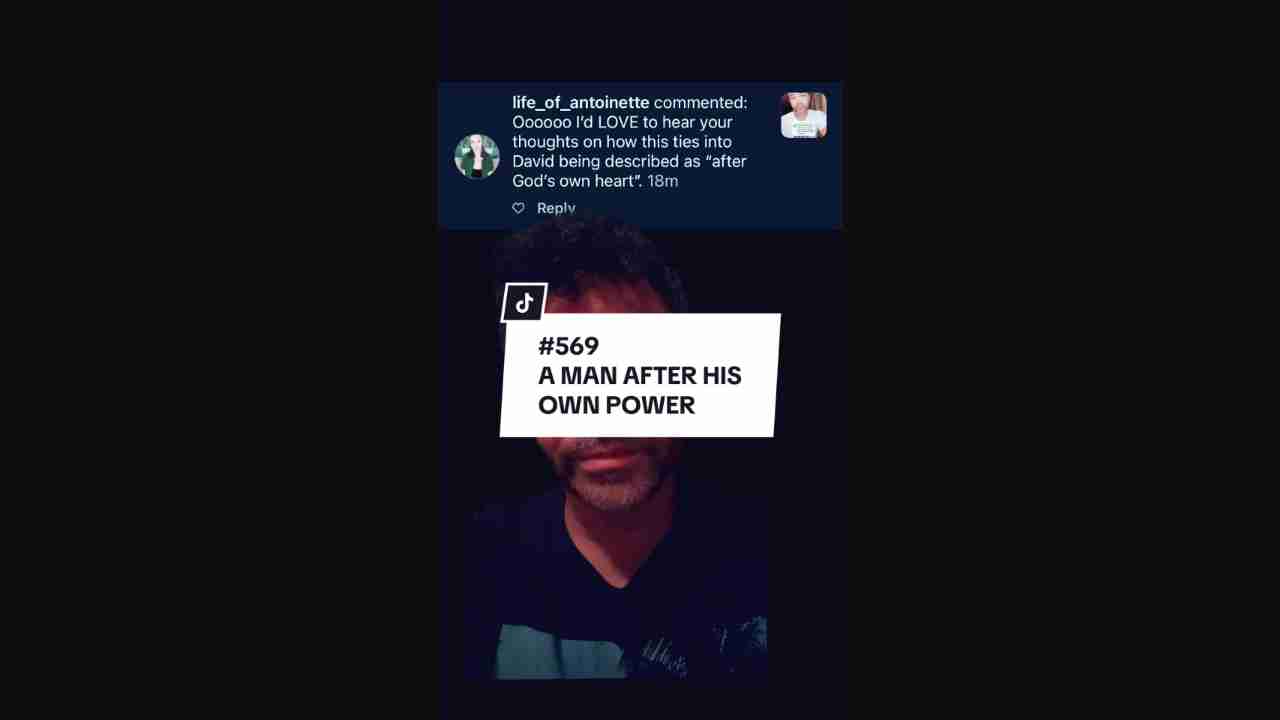 life_of_antoinette commented:
Oooooo I'd LOVE to hear your
thoughts on how this ties into
David being described as “after
God's own heart”. 18m
Reply
#569
A MAN AFTER HIS
OWN POWER